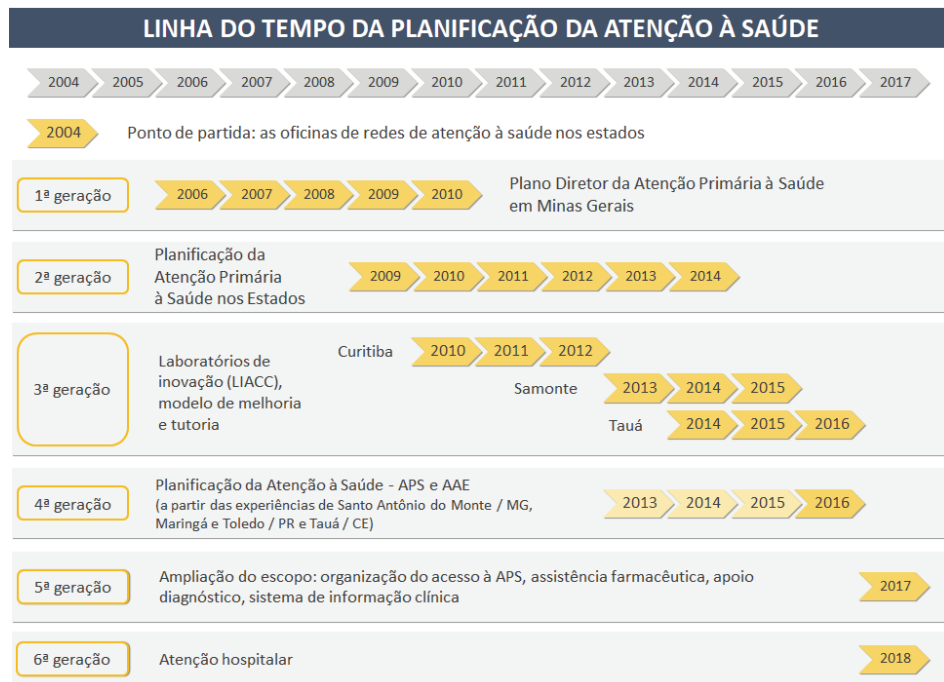 LINHA DO TEMPO DA PLANIFICAÇÃO DA ATENÇÃO À SAÚDE
2004 2005 2006 2007 2008 2009 2010 2011 2012 2013 2014 2015 2016 2017
2004 Ponto de partida: as oficinas de redes de atenção à saúde nos estados
1ª geração
2006 2007 2008 2009 2010
Plano Diretor da Atenção Primária à Saúde
em Minas Gerais
2ª geração
Planificação da
Atenção Primária
à Saúde nos Estados
2009 2010 2011 2012 2013 2014
3ª geração
Laboratórios de
inovação (LIACC),
modelo de melhoria
e tutoria
Curitiba 2010 2011 2012
Samonte 2013 2014 2015
Tauá 2014 2015 2016
4ª geração
Planificação da Atenção à Saúde - APS e AAE
(a partir das experiências de Santo Antônio do Monte / MG,
Maringá e Toledo / PR e Tauá / CE)
2013 2014 2015 2016
5ª geração
Ampliação do escopo: organização do acesso à APS, assistência farmacêutica, apoio
diagnóstico, sistema de informação clínica
2017
6ª geração
Atenção hospitalar
2018